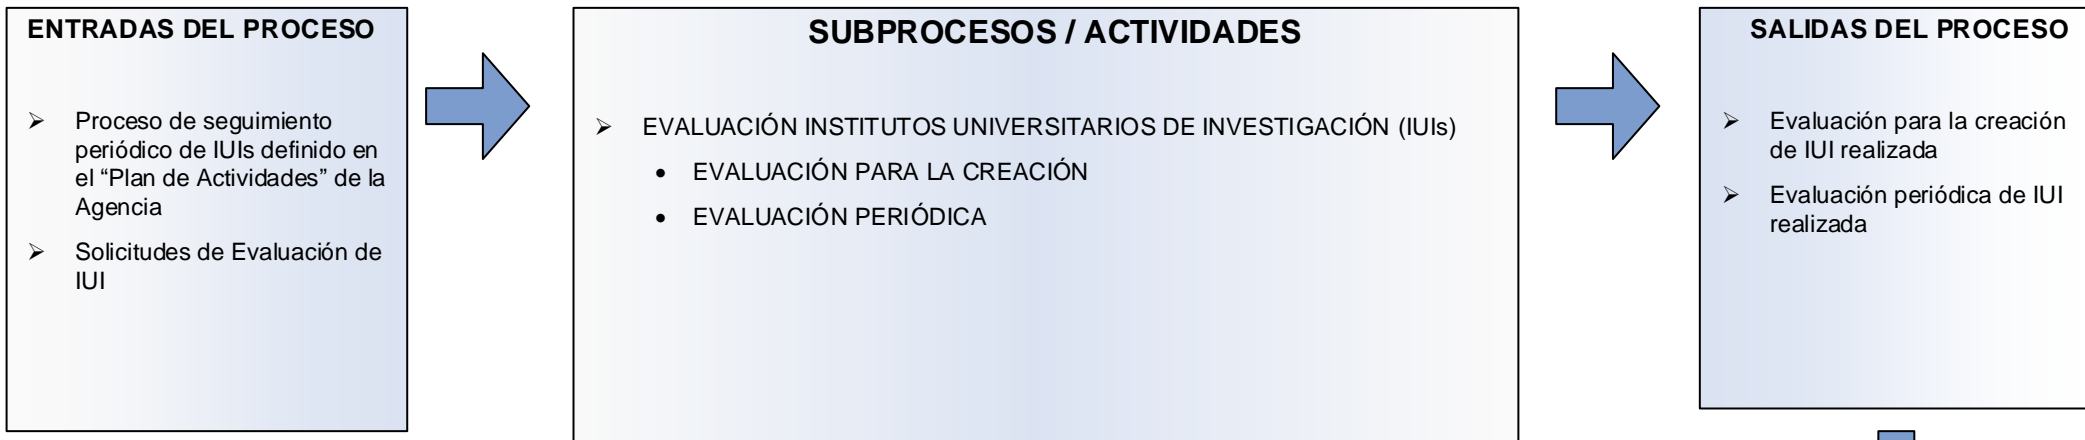 ENTRADAS DEL PROCESO
➢ Proceso de seguimiento
periódico de IUIs definido en
el “Plan de Actividades” de la
Agencia
➢ Solicitudes de Evaluación de
IUI
SUBPROCESOS / ACTIVIDADES
➢ EVALUACIÓN INSTITUTOS UNIVERSITARIOS DE INVESTIGACIÓN (IUIs)
• EVALUACIÓN PARA LA CREACIÓN
• EVALUACIÓN PERIÓDICA
SALIDAS DEL PROCESO
➢ Evaluación para la creación
de IUI realizada
➢ Evaluación periódica de IUI
realizada